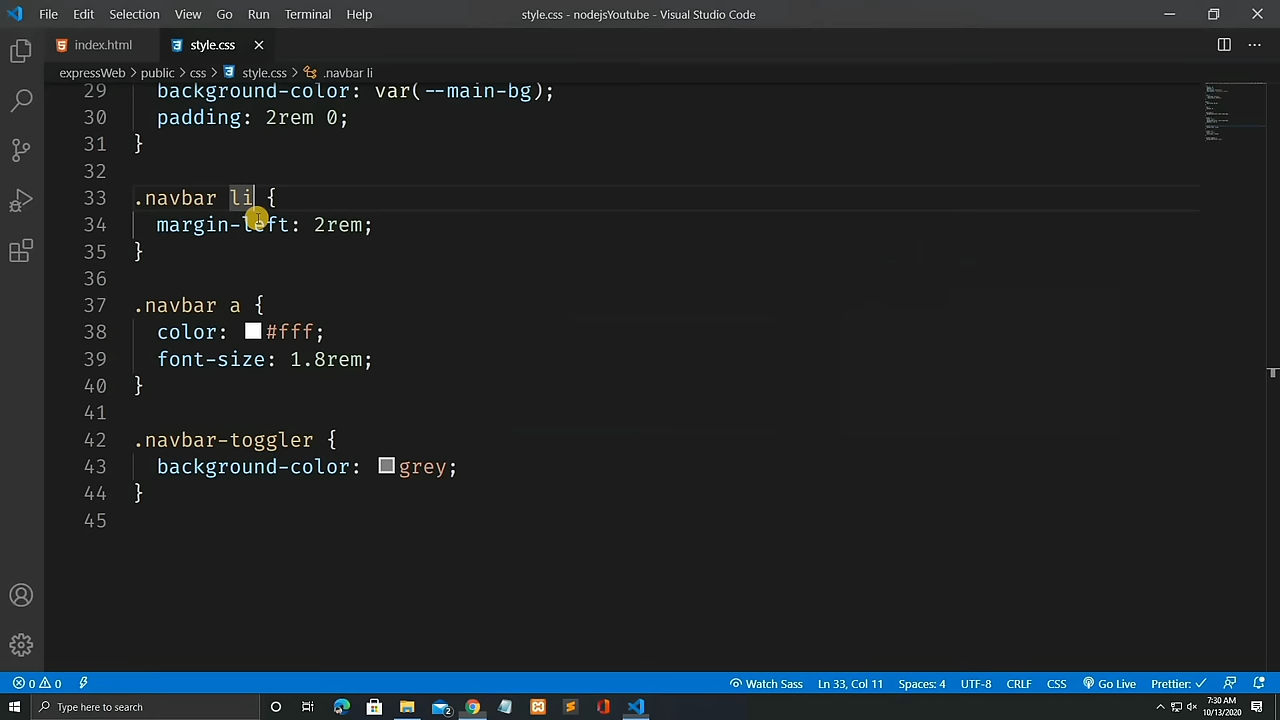 File Edit Selection View Go Run Terminal Help
style.css - nodejsYoutube - Visual Studio Code
index.html
style.css
expressWeb > public > css > style.css > .navbar li
29 background-color: var(--main-bg);
30 padding: 2rem 0;
31 }
32
33 .navbar li {
34 margin-left: 2rem;
35 }
36
37 .navbar a {
38 color: #fff;
39 font-size: 1.8rem;
40 }
41
42 .navbar-toggler {
43 background-color: grey;
44 }
45
0 0 Watch Sass Ln 33, Col 11 Spaces: 4 UTF-8 CRLF CSS Go Live Prettier: ✓
Type here to search
2
7:30 AM
10/13/2020